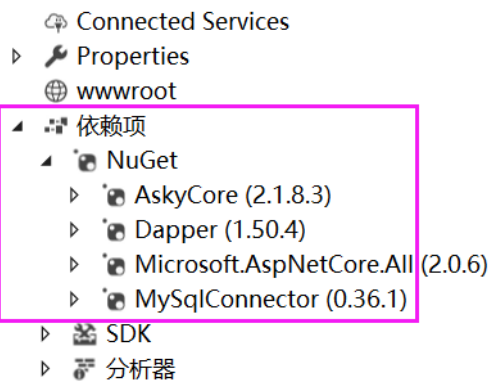 Connected Services
Properties
wwwroot
依赖项
NuGet
AskyCore (2.1.8.3)
Dapper (1.50.4)
Microsoft.AspNetCore.All (2.0.6)
MySqlConnector (0.36.1)
SDK
分析器